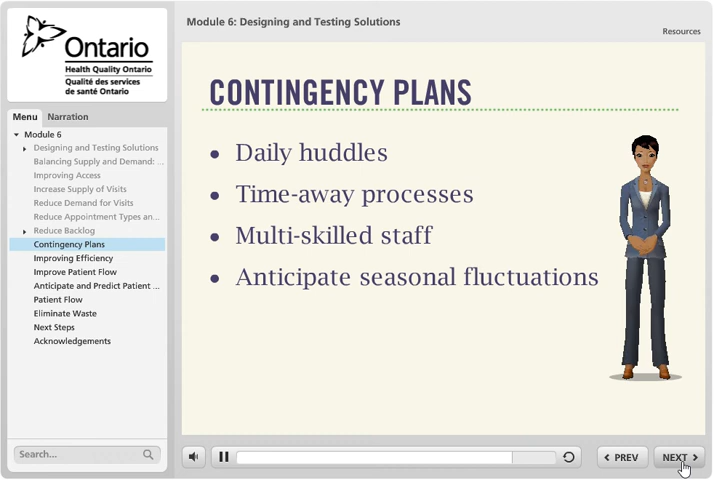 Ontario
Health Quality Ontario
Qualité des services
de santé Ontario
Module 6: Designing and Testing Solutions
Resources
Menu
Narration
Module 6
Designing and Testing Solutions
Balancing Supply and Demand: ...
Improving Access
Increase Supply of Visits
Reduce Demand for Visits
Reduce Appointment Types an...
Reduce Backlog
Contingency Plans
Improving Efficiency
Improve Patient Flow
Anticipate and Predict Patient ...
Patient Flow
Eliminate Waste
Next Steps
Acknowledgements
Search...
CONTINGENCY PLANS
• Daily huddles
• Time-away processes
• Multi-skilled staff
• Anticipate seasonal fluctuations
PREV
NEXT